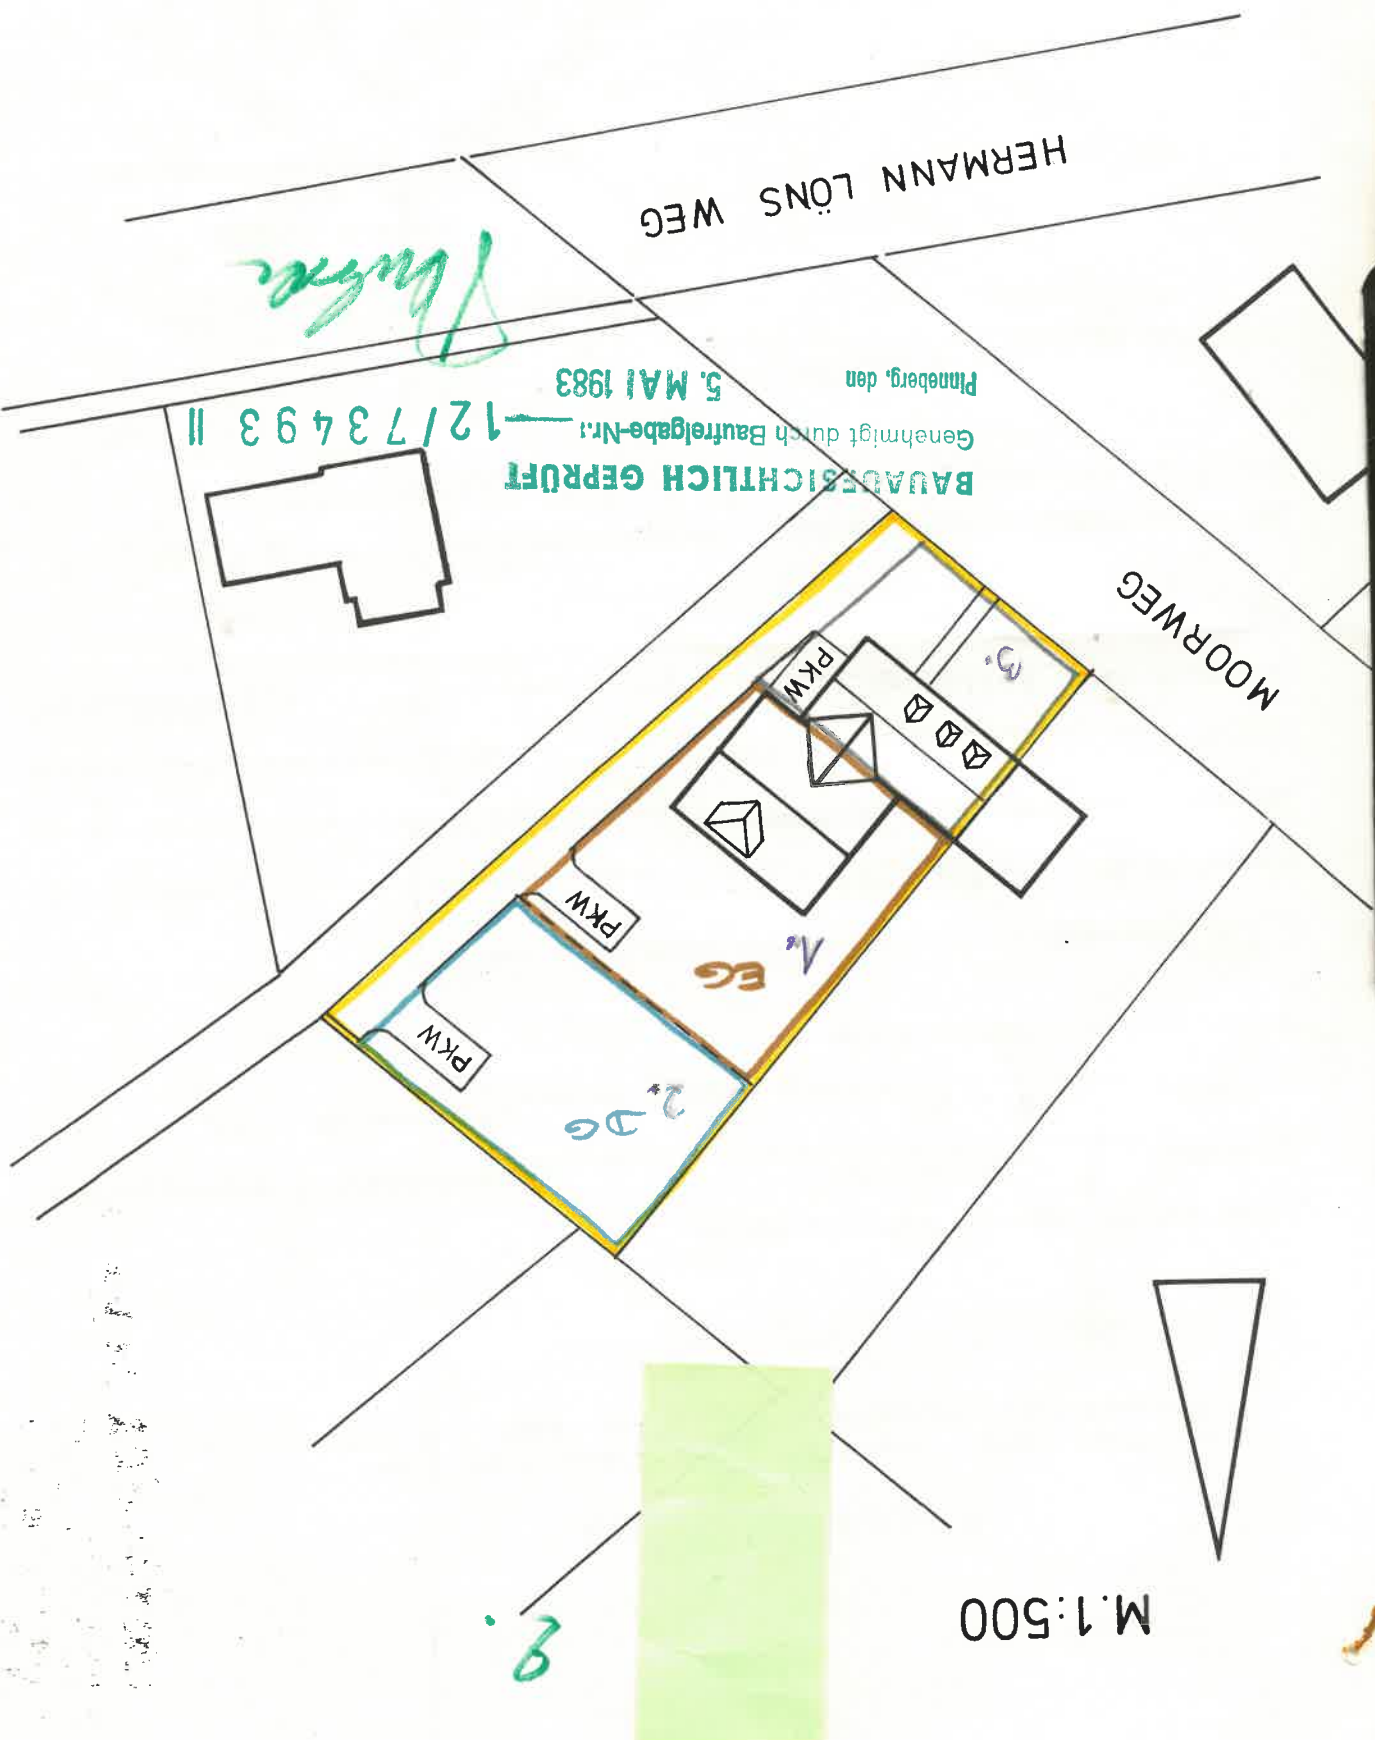 M.1:500
8.
2. DG
PKW
1. EG
PKW
PKW
3.
MOORWEG
BAUAUFSICHTLICH GEPRÜFT
Genehmigt durch Baufreigabe-Nr.: 12/73493 II
Pinneberg, den 5. MAI 1983
HERMANN LÖNS WEG